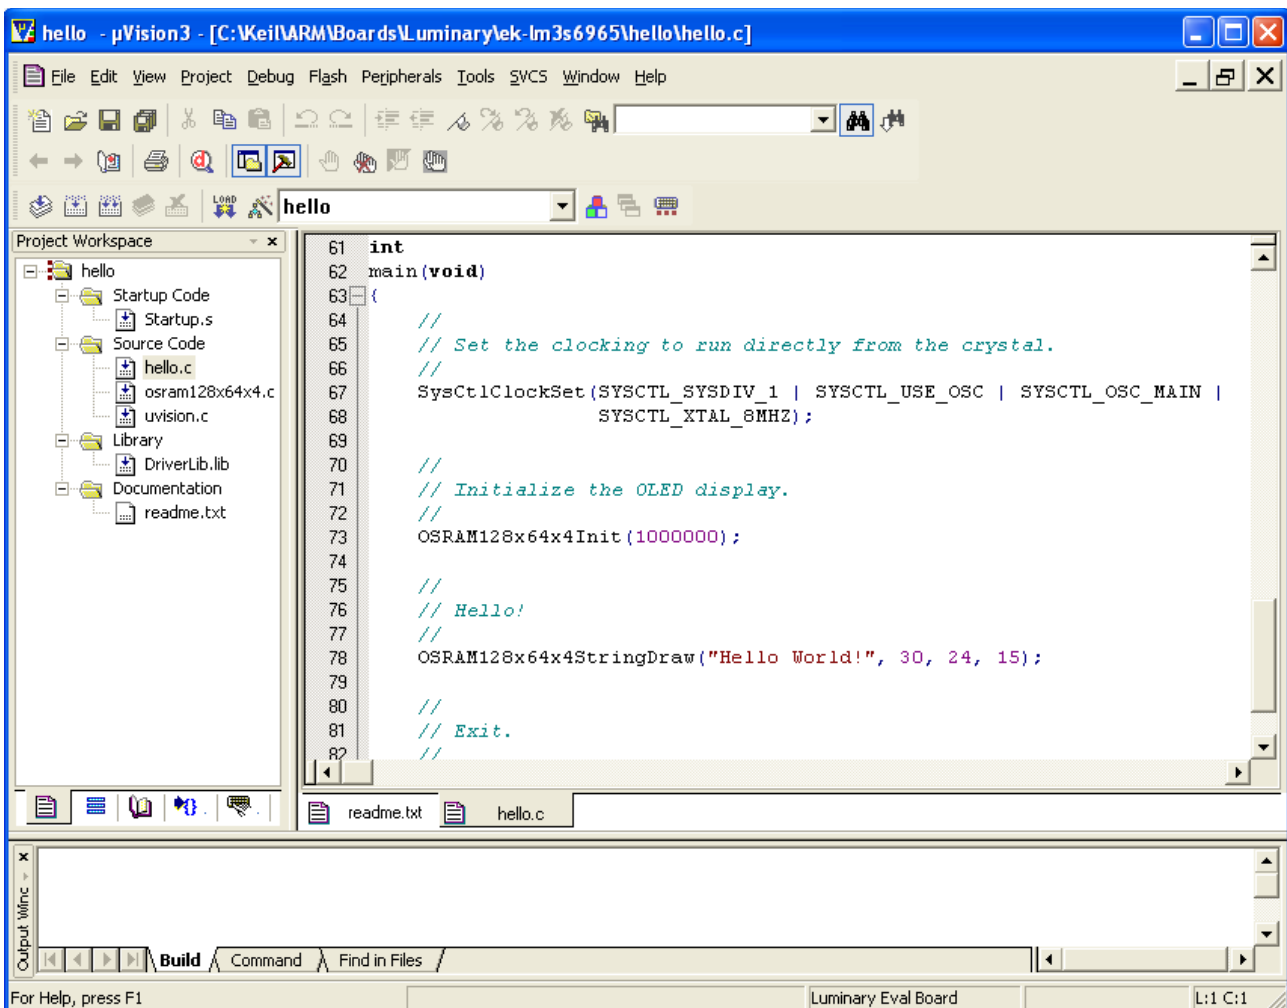 hello - µVision3 - [C:\Keil\ARM\Boards\Luminary\ek-lm3s6965\hello\hello.c]
File Edit View Project Debug Flash Peripherals Tools SVCS Window Help
LOAD
hello
Project Workspace
hello
Startup Code
Startup.s
Source Code
hello.c
osram128x64x4.c
uvision.c
Library
DriverLib.lib
Documentation
readme.txt
61 int
62 main(void)
63 {
64 //
65 // Set the clocking to run directly from the crystal.
66 //
67 SysCtlClockSet(SYSCTL_SYSDIV_1 | SYSCTL_USE_OSC | SYSCTL_OSC_MAIN |
68 SYSCTL_XTAL_8MHZ);
69
70 //
71 // Initialize the OLED display.
72 //
73 OSRAM128x64x4Init(1000000);
74
75 //
76 // Hello!
77 //
78 OSRAM128x64x4StringDraw("Hello World!", 30, 24, 15);
79
80 //
81 // Exit.
82 //
readme.txt hello.c
Output Winc
Build Command Find in Files
For Help, press F1 Luminary Eval Board L:1 C:1